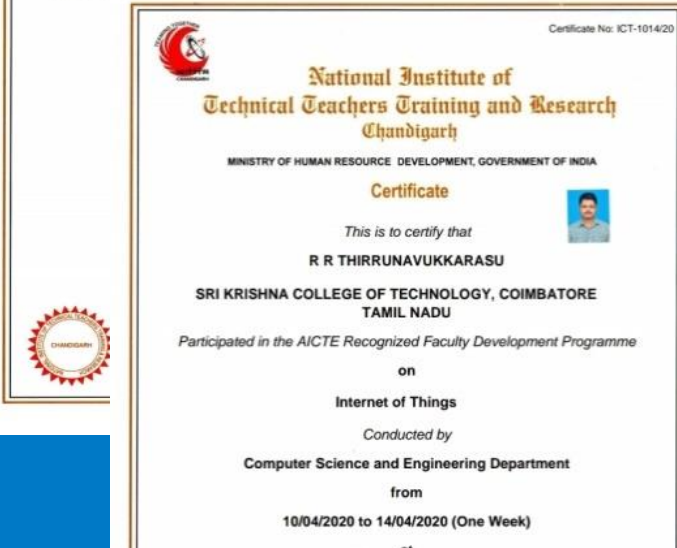 Certificate No: ICT-1014/20
National Institute of
Technical Teachers Training and Research
Chandigarh
MINISTRY OF HUMAN RESOURCE DEVELOPMENT, GOVERNMENT OF INDIA
Certificate
This is to certify that
R R THIRRUNAVUKKARASU
SRI KRISHNA COLLEGE OF TECHNOLOGY, COIMBATORE
TAMIL NADU
Participated in the AICTE Recognized Faculty Development Programme
on
Internet of Things
Conducted by
Computer Science and Engineering Department
from
10/04/2020 to 14/04/2020 (One Week)
CHANDIGARH